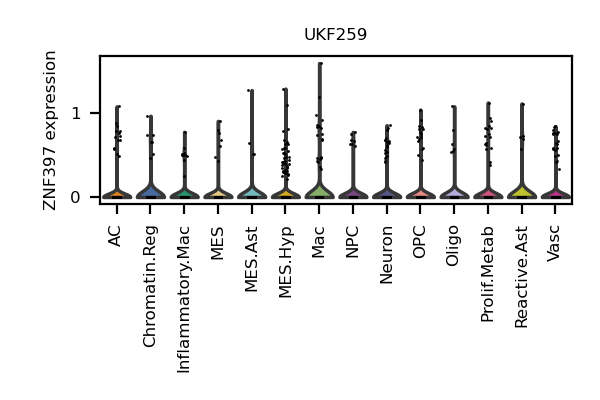 UKF259
ZNF397 expression
1
0
AC
Chromatin.Reg
Inflammatory.Mac
MES
MES.Ast
MES.Hyp
Mac
NPC
Neuron
OPC
Oligo
Prolif.Metab
Reactive.Ast
Vasc